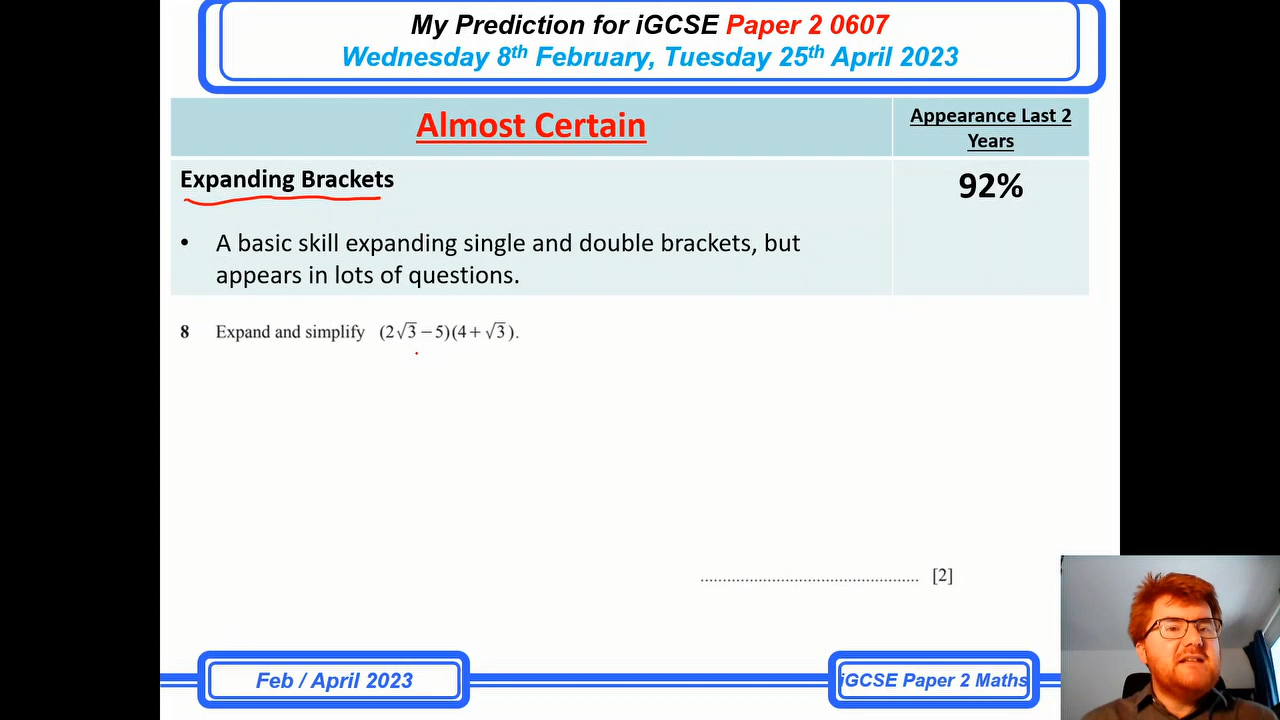 My Prediction for iGCSE Paper 2 0607
Wednesday 8th February, Tuesday 25th April 2023
Almost Certain
Appearance Last 2
Years
Expanding Brackets
92%
• A basic skill expanding single and double brackets, but
appears in lots of questions.
8 Expand and simplify (2√3 − 5)(4 + √3).
................................................. [2]
Feb / April 2023
iGCSE Paper 2 Maths